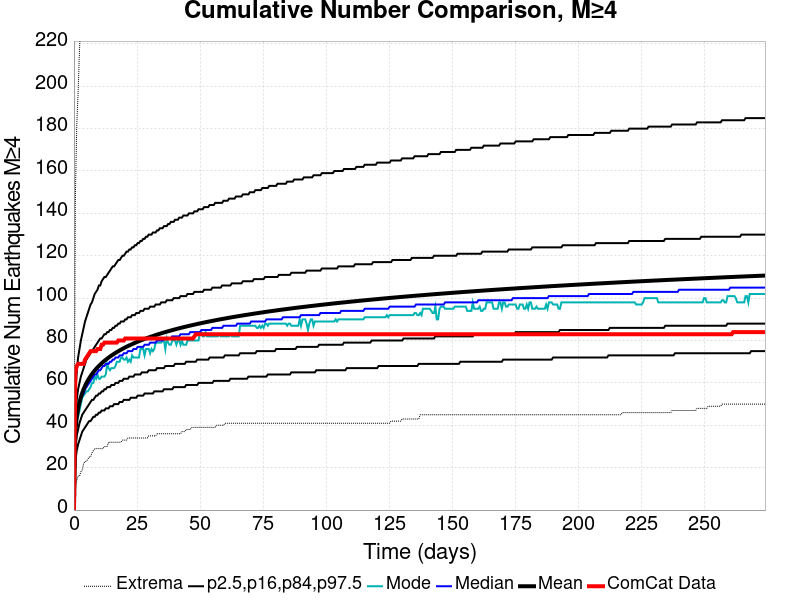 Cumulative Number Comparison, M≥4
Cumulative Num Earthquakes M≥4
220
200
180
160
140
120
100
80
60
40
20
0
0 25 50 75 100 125 150 175 200 225 250
Time (days)
Extrema p2.5,p16,p84,p97.5 Mode Median Mean ComCat Data